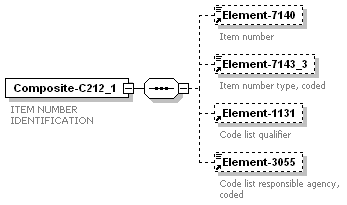 Element-7140
Item number
Element-7143_3
Item number type, coded
Composite-C212_1
ITEM NUMBER
IDENTIFICATION
Element-1131
Code list qualifier
Element-3055
Code list responsible agency,
coded